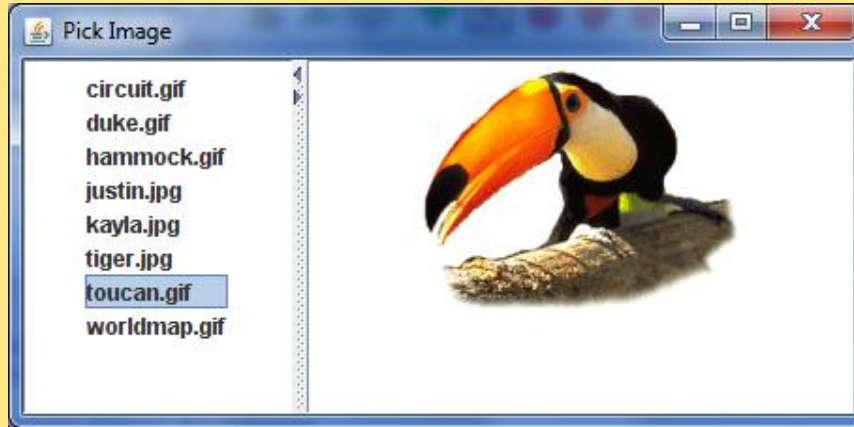 Pick Image
circuit.gif
duke.gif
hammock.gif
justin.jpg
kayla.jpg
tiger.jpg
toucan.gif
worldmap.gif